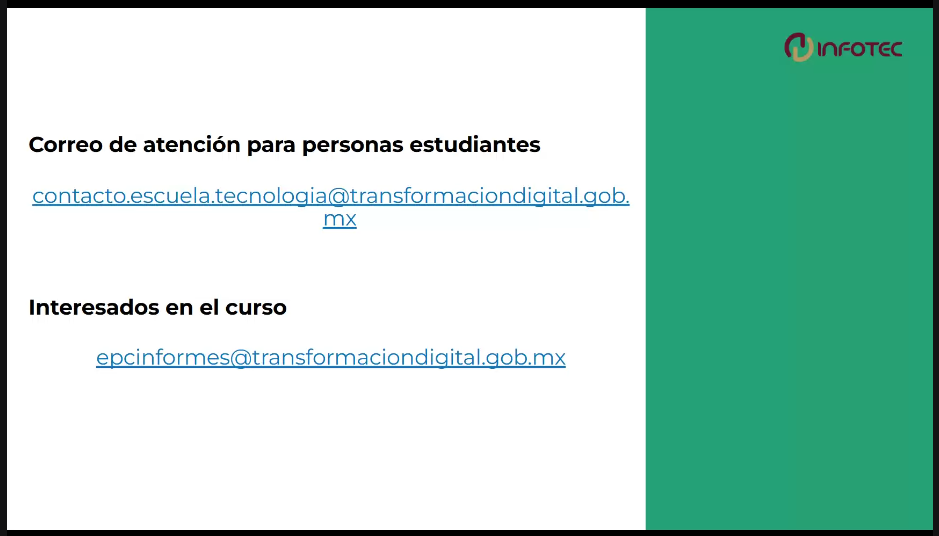 INFOTEC
Correo de atención para personas estudiantes
contacto.escuela.tecnologia@transformaciondigital.gob.
mx
Interesados en el curso
epcinformes@transformaciondigital.gob.mx